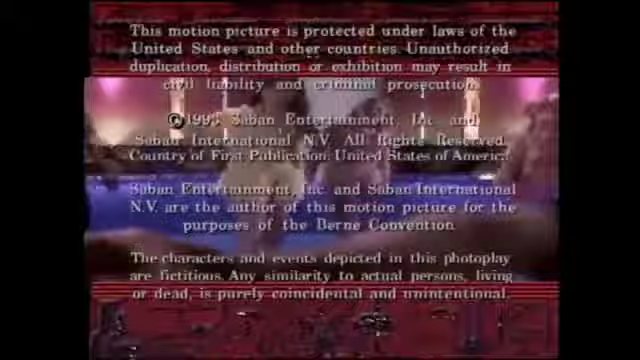 This motion picture is protected under laws of the
United States and other countries. Unauthorized
duplication, distribution or exhibition may result in
civil liability and criminal prosecution.
Saban Entertainment, Inc. and
Saban International N.V. All Rights Reserved
Country of First Publication: United States of America
Saban Entertainment, Inc. and Saban International
N.V. are the author of this motion picture for the
purposes of the Berne Convention.
The characters and events depicted in this photoplay
are fictitious. Any similarity to actual persons, living
or dead, is purely coincidental and unintentional.